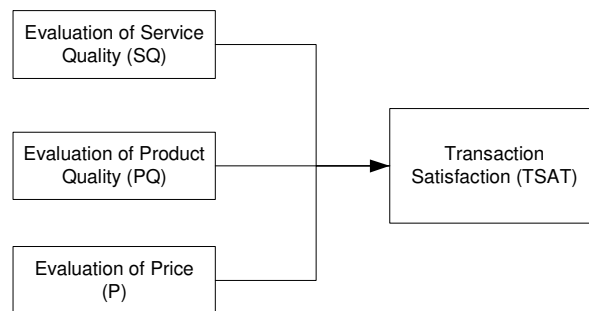 Evaluation of Service
Quality (SQ)
Evaluation of Product
Quality (PQ)
Evaluation of Price
(P)
Transaction
Satisfaction (TSAT)